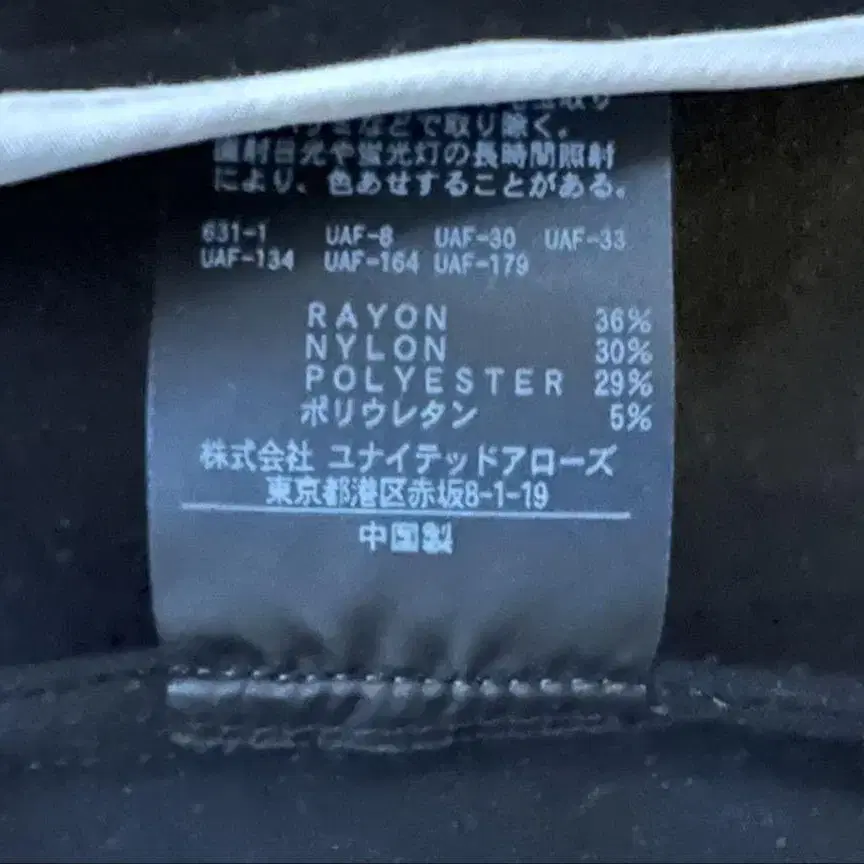 などで取り除く。
直射日光や蛍光灯の長時間照射
により、色あせすることがある。
631-1 UAF-8 UAF-30 UAF-33
UAF-134 UAF-164 UAF-179
RAYON 36%
NYLON 30%
POLYESTER 29%
ポリウレタン 5%
株式会社 ユナイテッドアローズ
東京都港区赤坂8-1-19
中国製